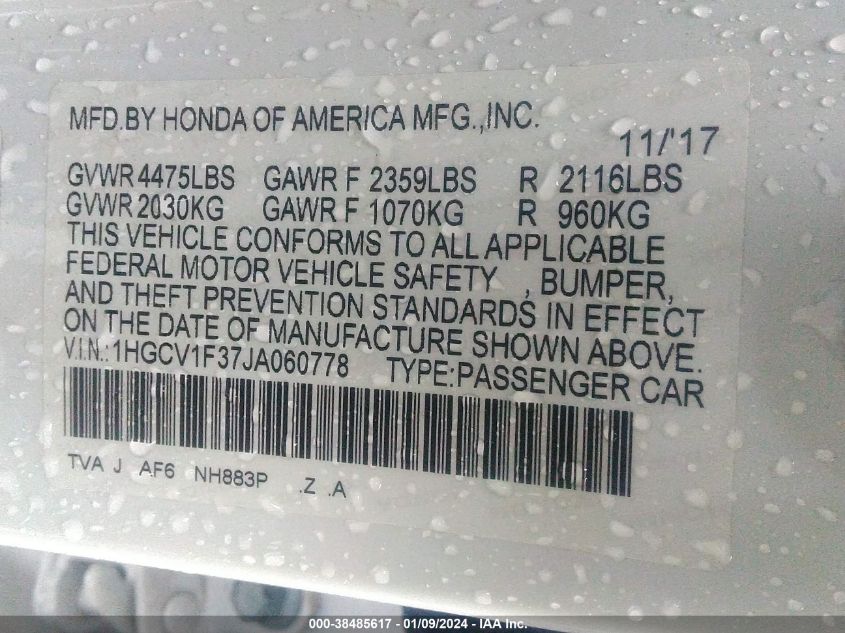 MFD.BY HONDA OF AMERICA MFG.,INC.
11/'17
GVWR 4475LBS GAWR F 2359LBS R 2116LBS
GVWR 2030KG GAWR F 1070KG R 960KG
THIS VEHICLE CONFORMS TO ALL APPLICABLE
FEDERAL MOTOR VEHICLE SAFETY , BUMPER,
AND THEFT PREVENTION STANDARDS IN EFFECT
ON THE DATE OF MANUFACTURE SHOWN ABOVE.
V.I.N.:1HGCV1F37JA060778 TYPE:PASSENGER CAR
TVA J AF6 NH883P .Z .A
000-38485617 - 01/09/2024 - IAA Inc.